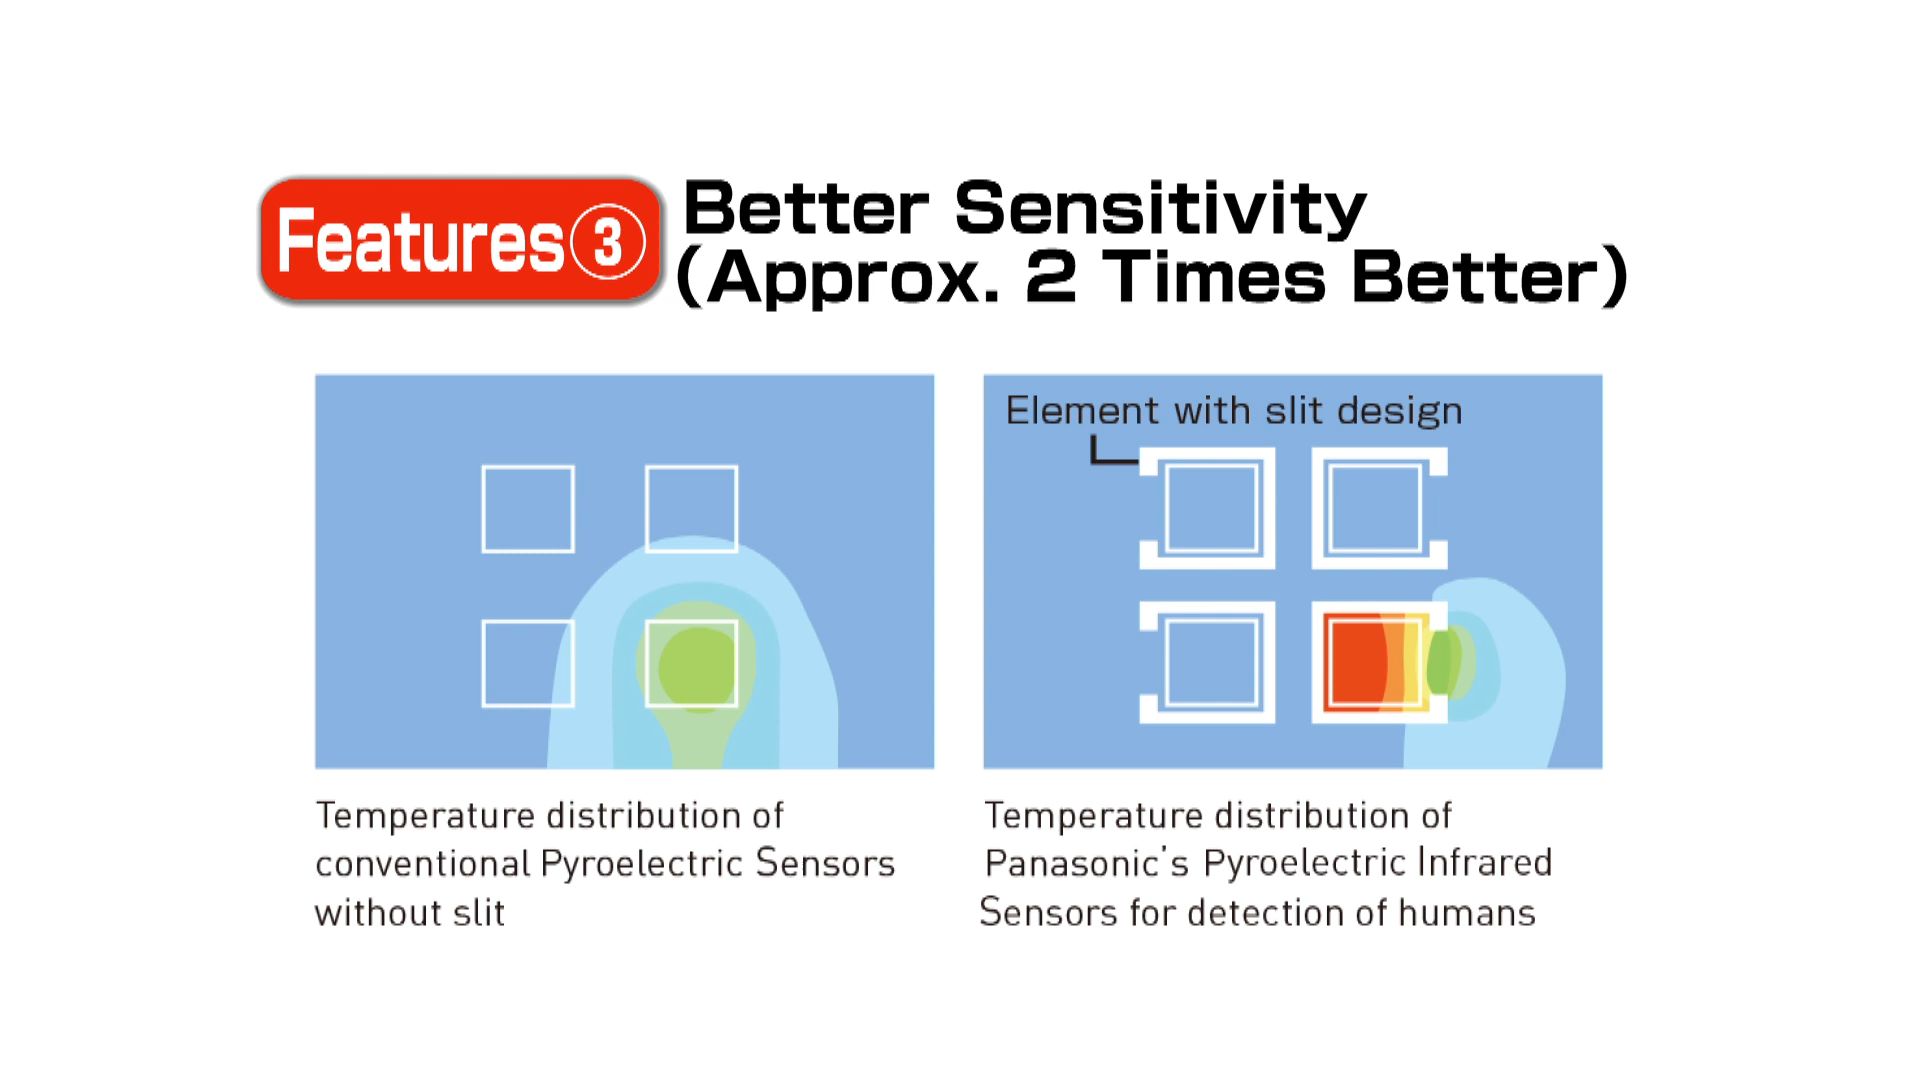 Features③
Better Sensitivity
(Approx. 2 Times Better)
Element with slit design
Temperature distribution of
conventional Pyroelectric Sensors
without slit
Temperature distribution of
Panasonic's Pyroelectric Infrared
Sensors for detection of humans